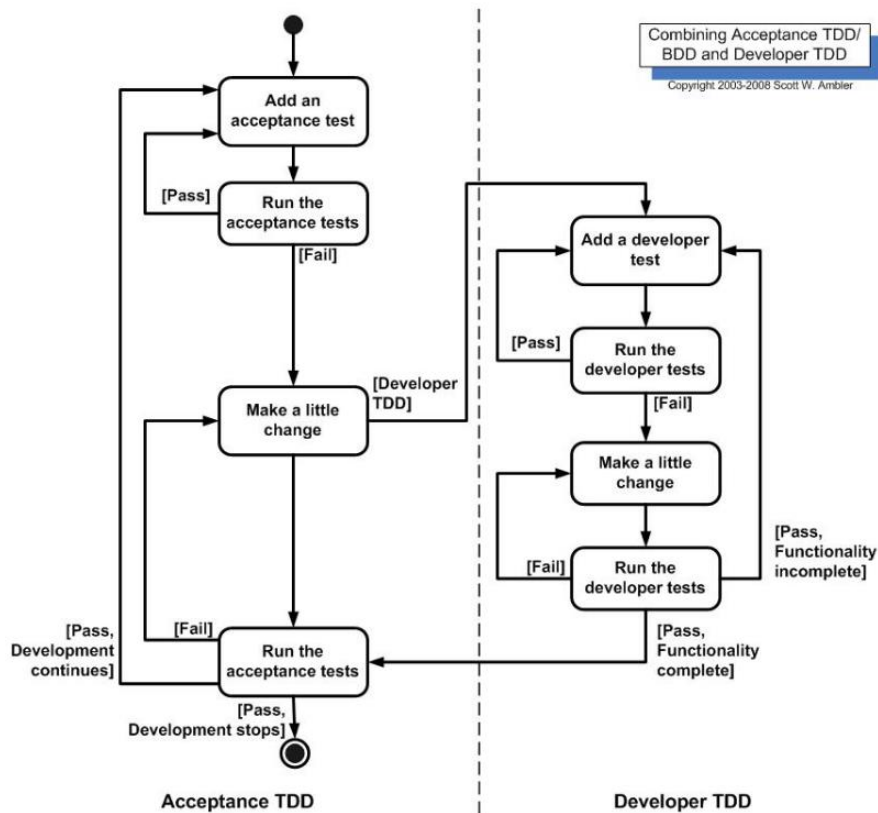 Combining Acceptance TDD/
BDD and Developer TDD
Copyright 2003-2008 Scott W. Ambler
Add an
acceptance test
[Pass]
Run the
acceptance tests
[Fail]
Make a little
change
[Developer
TDD]
Add a developer
test
[Pass]
Run the
developer tests
[Fail]
Make a little
change
[Fail]
Run the
developer tests
[Pass,
Functionality
incomplete]
[Pass,
Functionality
complete]
[Pass,
Development
continues]
[Fail]
Run the
acceptance tests
[Pass,
Development stops]
Acceptance TDD
Developer TDD